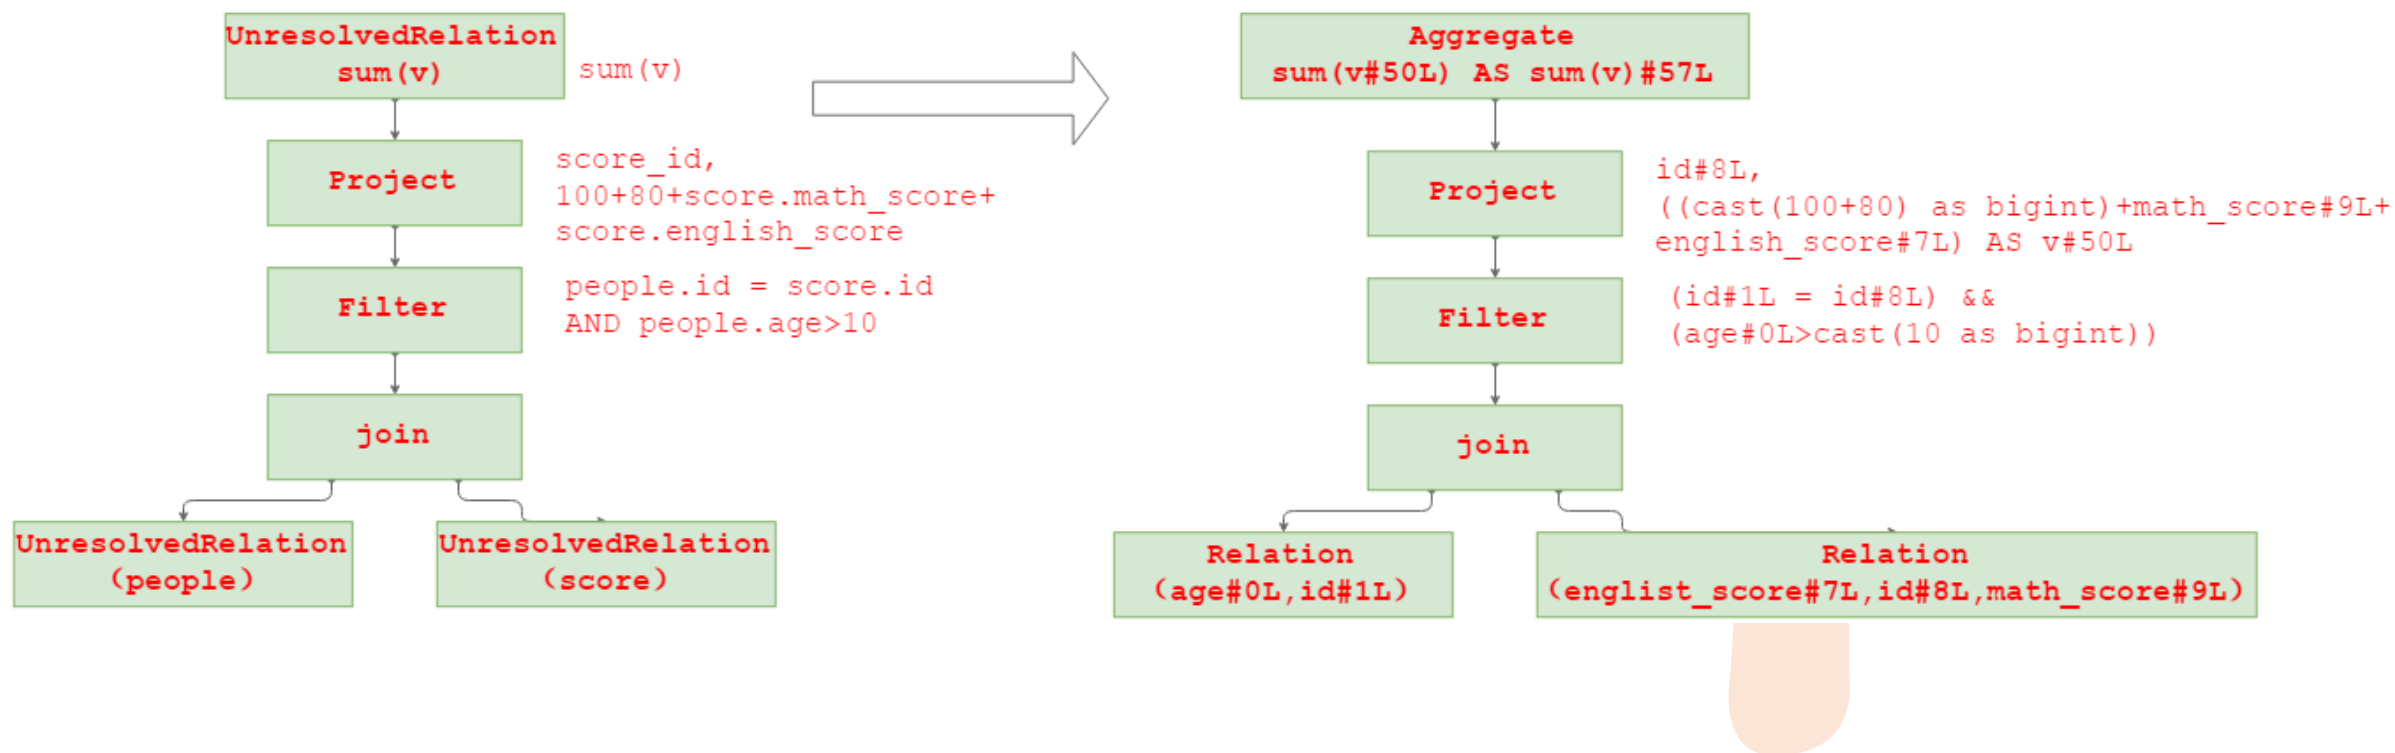 UnresolvedRelation
sum(v)
sum(v)
Project
score_id,
100+80+score.math_score+
score.english_score
Filter
people.id = score.id
AND people.age>10
join
UnresolvedRelation
(people)
UnresolvedRelation
(score)
Aggregate
sum(v#50L) AS sum(v)#57L
Project
id#8L,
((cast(100+80) as bigint)+math_score#9L+
english_score#7L) AS v#50L
Filter
(id#1L = id#8L) &&
(age#0L>cast(10 as bigint))
join
Relation
(age#0L,id#1L)
Relation
(englist_score#7L,id#8L,math_score#9L)